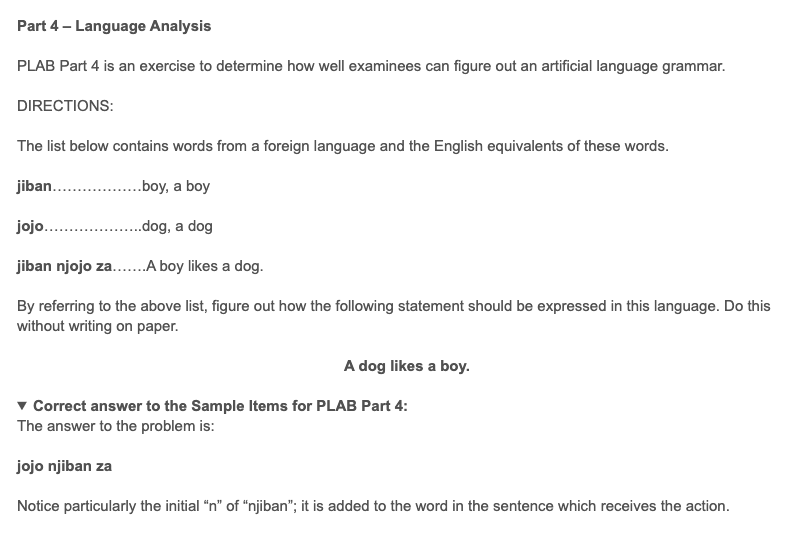 Part 4 – Language Analysis
PLAB Part 4 is an exercise to determine how well examinees can figure out an artificial language grammar.
DIRECTIONS:
The list below contains words from a foreign language and the English equivalents of these words.
jiban………………boy, a boy
jojo………………..dog, a dog
jiban njojo za…….A boy likes a dog.
By referring to the above list, figure out how the following statement should be expressed in this language. Do this
without writing on paper.
A dog likes a boy.
▼ Correct answer to the Sample Items for PLAB Part 4:
The answer to the problem is:
jojo njiban za
Notice particularly the initial “n” of “njiban”; it is added to the word in the sentence which receives the action.